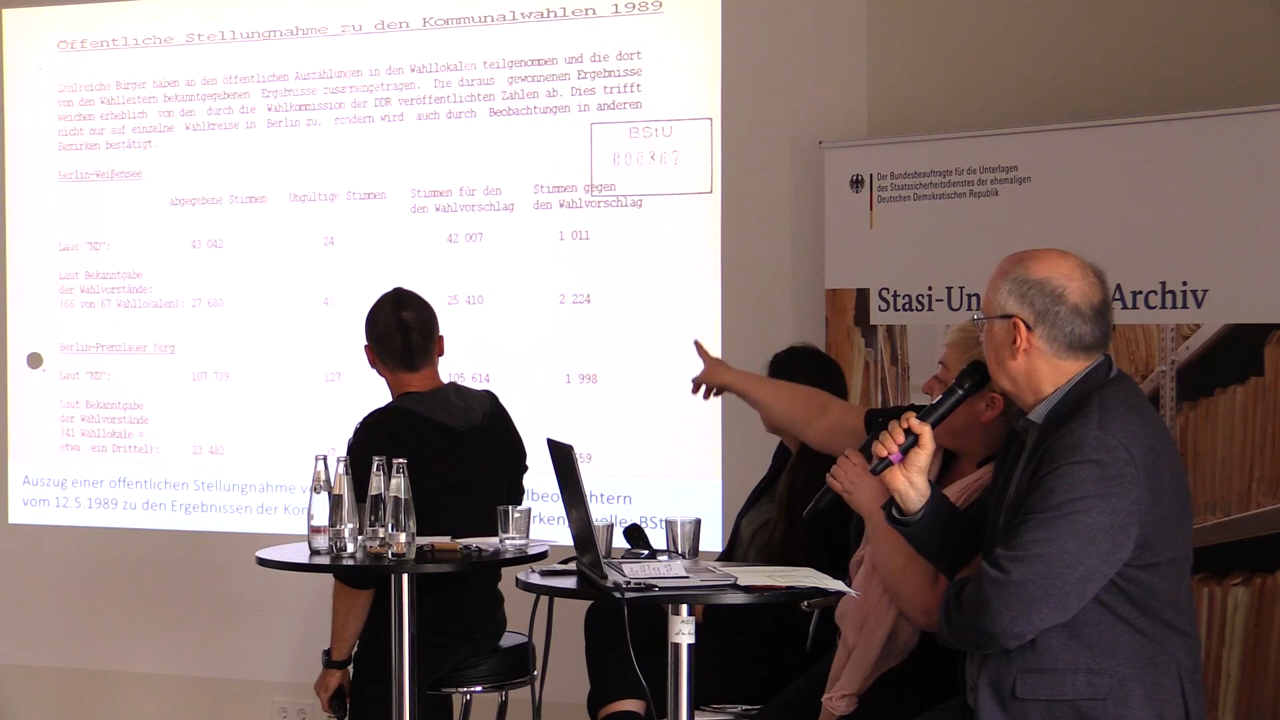 Öffentliche Stellungnahme zu den Kommunalwahlen 1989
Zahlreiche Bürger haben an den öffentlichen Auszählungen in den Wahllokalen teilgenommen und die dort
von den Wahlleitern bekanntgegebenen Ergebnisse zusammengetragen. Die daraus gewonnenen Ergebnisse
weichen erheblich von den durch die Wahlkommission der DDR veröffentlichten Zahlen ab. Dies trifft
nicht nur auf einzelne Wahlkreise in Berlin zu, sondern wird auch durch Beobachtungen in anderen
Bezirken bestätigt.
BStU
000367
Berlin-Weißensee
abgegebene Stimmen Ungültige Stimmen Stimmen für den Stimmen gegen
den Wahlvorschlag den Wahlvorschlag
Laut "ND": 43 042 24 42 007 1 011
Laut Bekanntgabe
der Wahlvorstände:
(66 von 67 Wahllokalen): 27 680 25 410 2 224
Berlin-Prenzlauer Berg
Laut "ND": 107 739 127 105 614 1 998
Laut Bekanntgabe
der Wahlvorstände
(41 Wahllokale =
etwa ein Drittel): 23 482 659
Auszug einer öffentlichen Stellungnahme
vom 12.5.1989 zu den Ergebnissen der
Der Bundesbeauftragte für die Unterlagen
des Staatssicherheitsdienstes der ehemaligen
Deutschen Demokratischen Republik
Stasi-Un Archiv